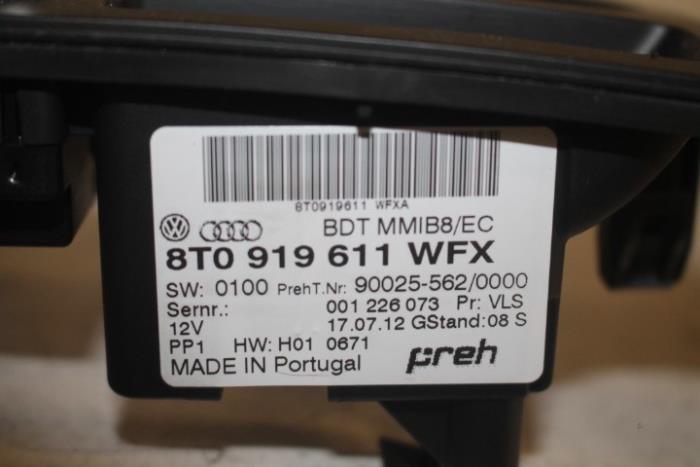 8T0919611 WFXA
BDT MMIB8/EC
8T0 919 611 WFX
SW: 0100 PrehT.Nr: 90025-562/0000
Sernr.: 001 226 073 Pr: VLS
12V 17.07.12 GStand: 08 S
PP1 HW: H01 0671
MADE IN Portugal preh